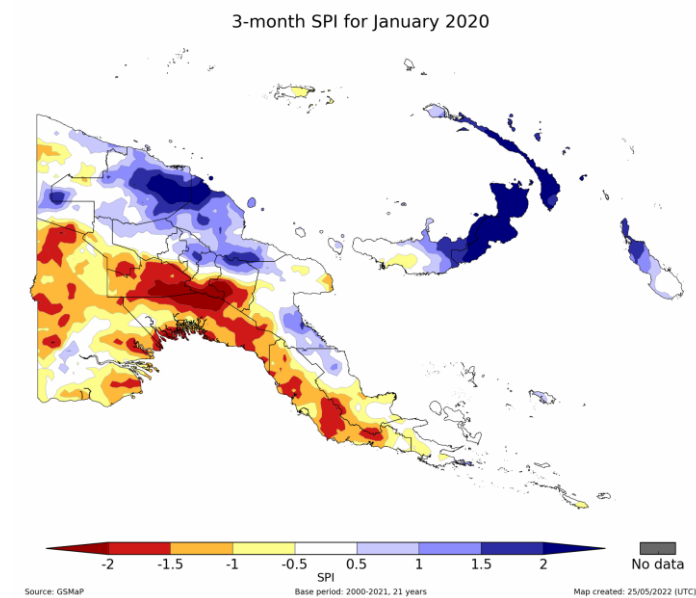 3-month SPI for January 2020
-2 -1.5 -1 -0.5 0.5 1 1.5 2
No data
SPI
Source: GSMaP
Base period: 2000-2021, 21 years
Map created: 25/05/2022 (UTC)